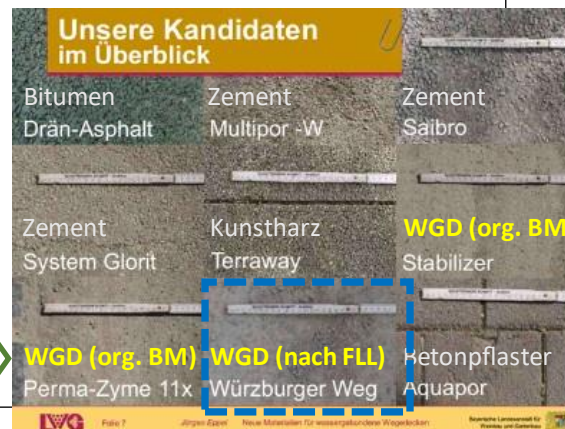 Unsere Kandidaten
im Überblick
Bitumen
Drän-Asphalt
Zement
Multipor -W
Zement
Saibro
Zement
System Glorit
Kunstharz
Terraway
WGD (org. BM
Stabilizer
WGD (org. BM)
Perma-Zyme 11x
WGD (nach FLL)
Würzburger Weg
Betonpflaster
Aquapor
LWG
Folie 7
Jürgen Eppel
Neue Materialien für wassergebundene Wegedecken
Bayerische Landesanstalt für
Weinbau und Gartenbau